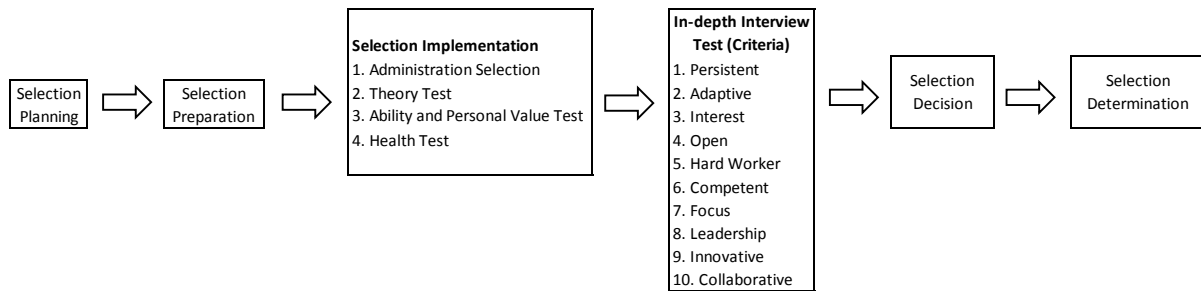 Selection
Planning
Selection
Preparation
Selection Implementation
1. Administration Selection
2. Theory Test
3. Ability and Personal Value Test
4. Health Test
In-depth Interview
Test (Criteria)
1. Persistent
2. Adaptive
3. Interest
4. Open
5. Hard Worker
6. Competent
7. Focus
8. Leadership
9. Innovative
10. Collaborative
Selection
Decision
Selection
Determination